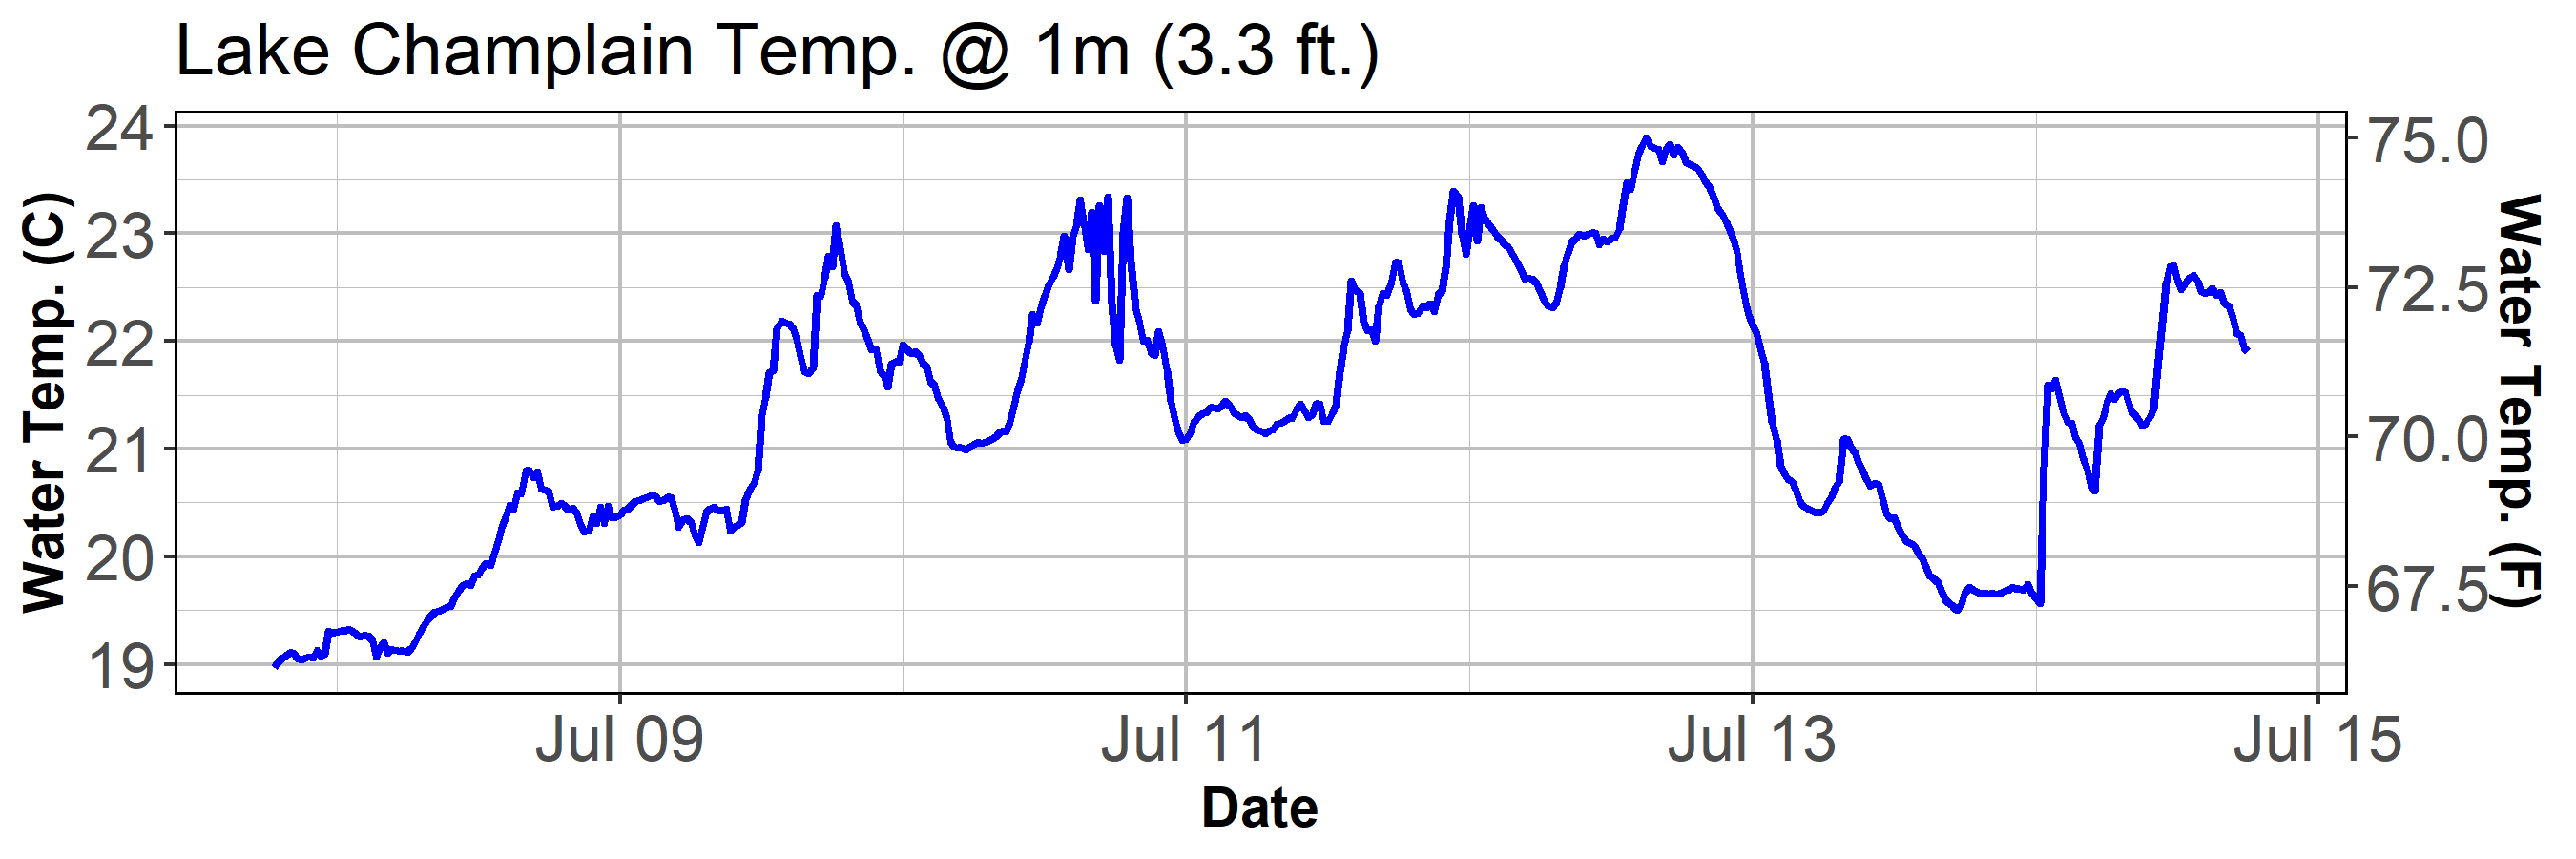 Lake Champlain Temp. @ 1m (3.3 ft.)
Water Temp. (C)
24
23
22
21
20
19
75.0
72.5
70.0
67.5
Water Temp. (F)
Jul 09
Jul 11
Jul 13
Jul 15
Date